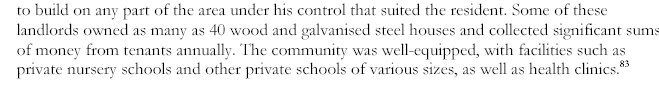 to build on any part of the area under his control that suited the resident. Some of these
landlords owned as many as 40 wood and galvanised steel houses and collected significant sums
of money from tenants annually. The community was well-equipped, with facilities such as
private nursery schools and other private schools of various sizes, as well as health clinics.83